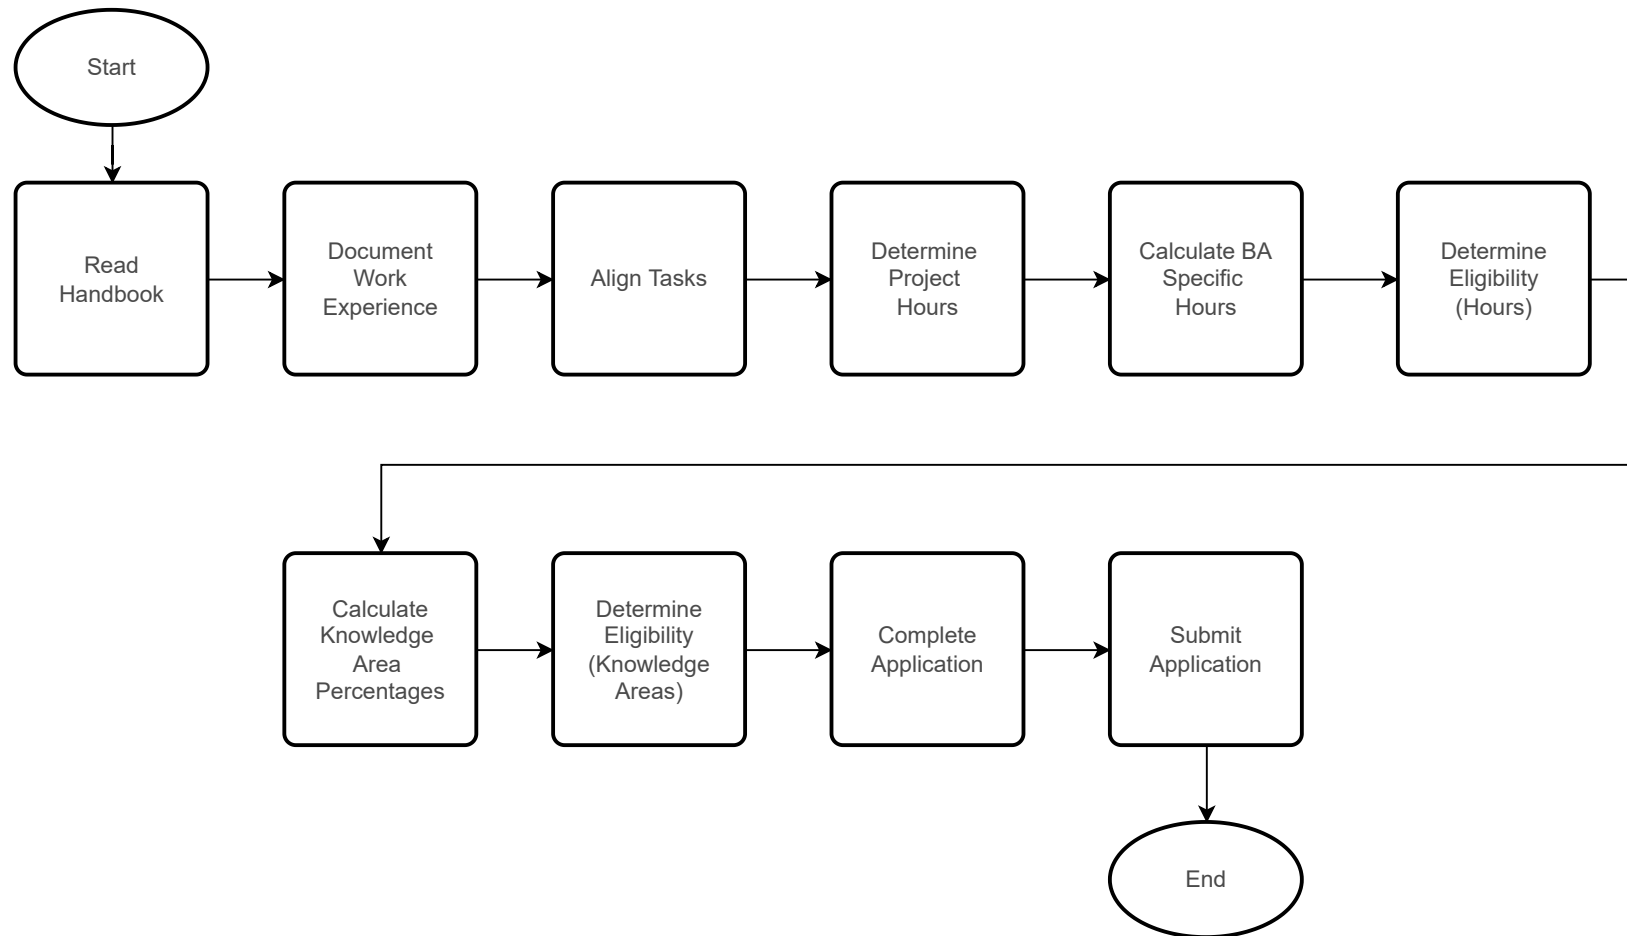 Start
Read
Handbook
Document
Work
Experience
Align Tasks
Determine
Project
Hours
Calculate BA
Specific
Hours
Determine
Eligibility
(Hours)
Calculate
Knowledge
Area
Percentages
Determine
Eligibility
(Knowledge
Areas)
Complete
Application
Submit
Application
End